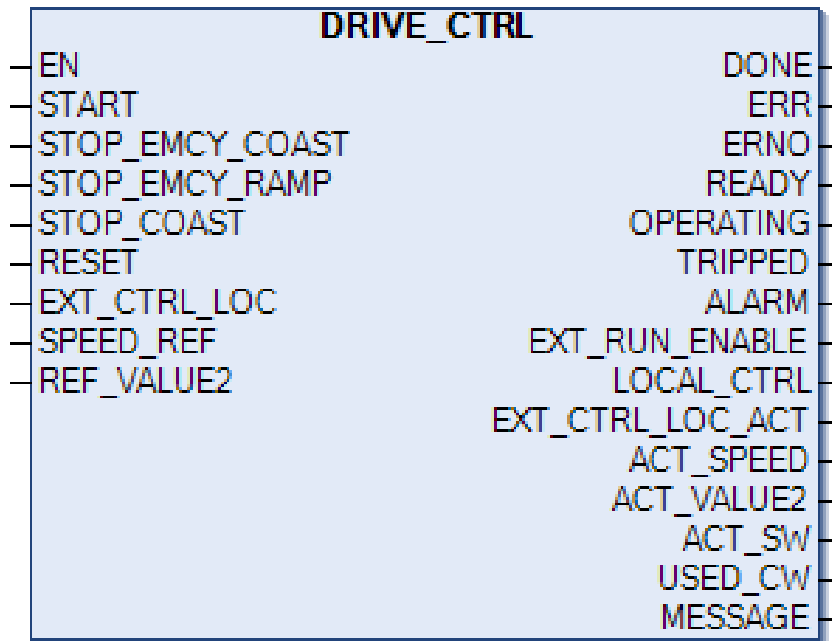 DRIVE_CTRL
EN DONE
START ERR
STOP_EMCY_COAST ERNO
STOP_EMCY_RAMP READY
STOP_COAST OPERATING
RESET TRIPPED
EXT_CTRL_LOC ALARM
SPEED_REF EXT_RUN_ENABLE
REF_VALUE2 LOCAL_CTRL
EXT_CTRL_LOC_ACT
ACT_SPEED
ACT_VALUE2
ACT_SW
USED_CW
MESSAGE